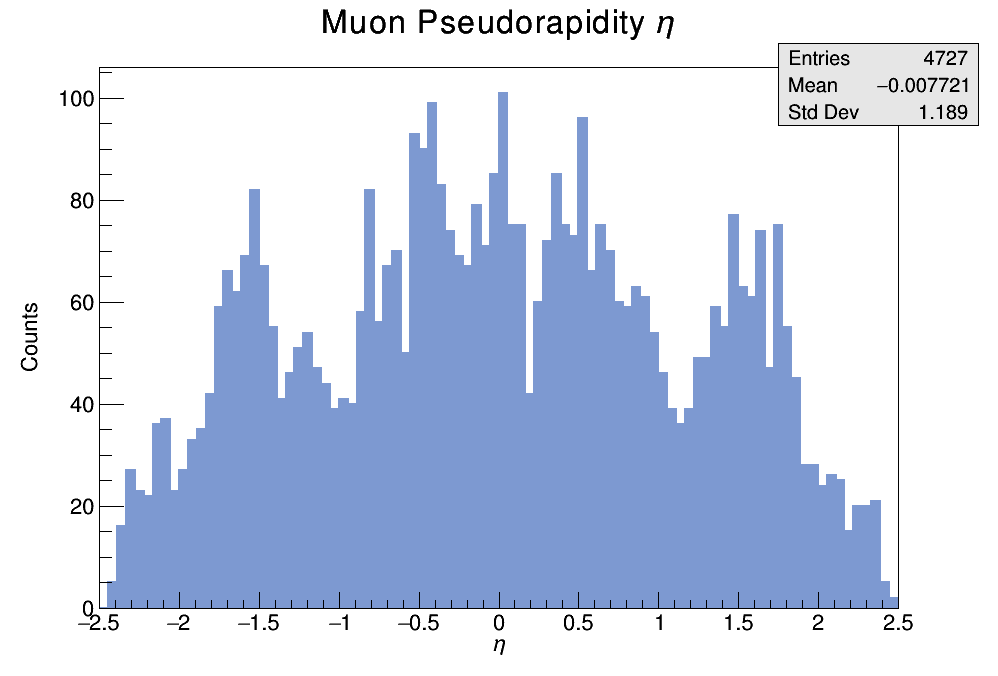 Muon Pseudorapidity η
Entries 4727
Mean −0.007721
Std Dev 1.189
Counts
100
80
60
40
20
0
−2.5 −2 −1.5 −1 −0.5 0 0.5 1 1.5 2 2.5
η